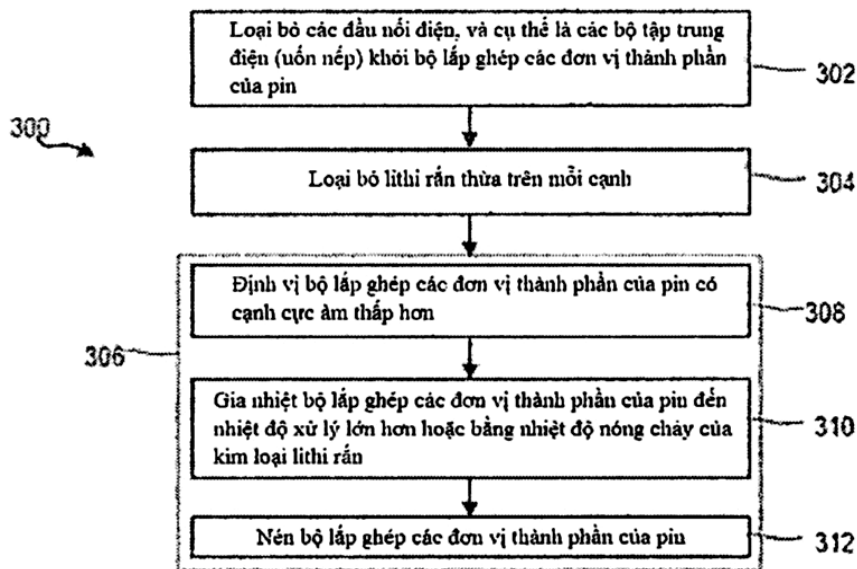 Loại bỏ các đầu nối điện, và cụ thể là các bộ tập trung
điện (uốn nếp) khỏi bộ lắp ghép các đơn vị thành phần
của pin
302
300
Loại bỏ lithi rắn thừa trên mỗi cạnh
304
Định vị bộ lắp ghép các đơn vị thành phần của pin có
cạnh cực âm thấp hơn
308
306
Gia nhiệt bộ lắp ghép các đơn vị thành phần của pin đến
nhiệt độ xử lý lớn hơn hoặc bằng nhiệt độ nóng chảy của
kim loại lithi rắn
310
Nén bộ lắp ghép các đơn vị thành phần của pin
312